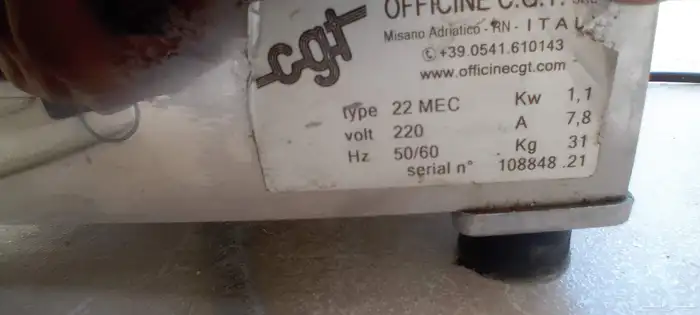 cgt
OFFICINE C.G.T. SRL
Misano Adriatico - RN - ITAL
+39.0541.610143
www.officinecgt.com
type 22 MEC Kw 1,1
volt 220 A 7,8
Hz 50/60 Kg 31
serial n° 108848 .21